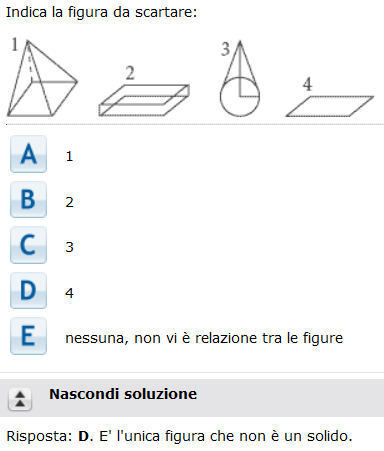 Indica la figura da scartare:
1 2 3 4
A 1
B 2
C 3
D 4
E nessuna, non vi è relazione tra le figure
Nascondi soluzione
Risposta: D. E' l'unica figura che non è un solido.